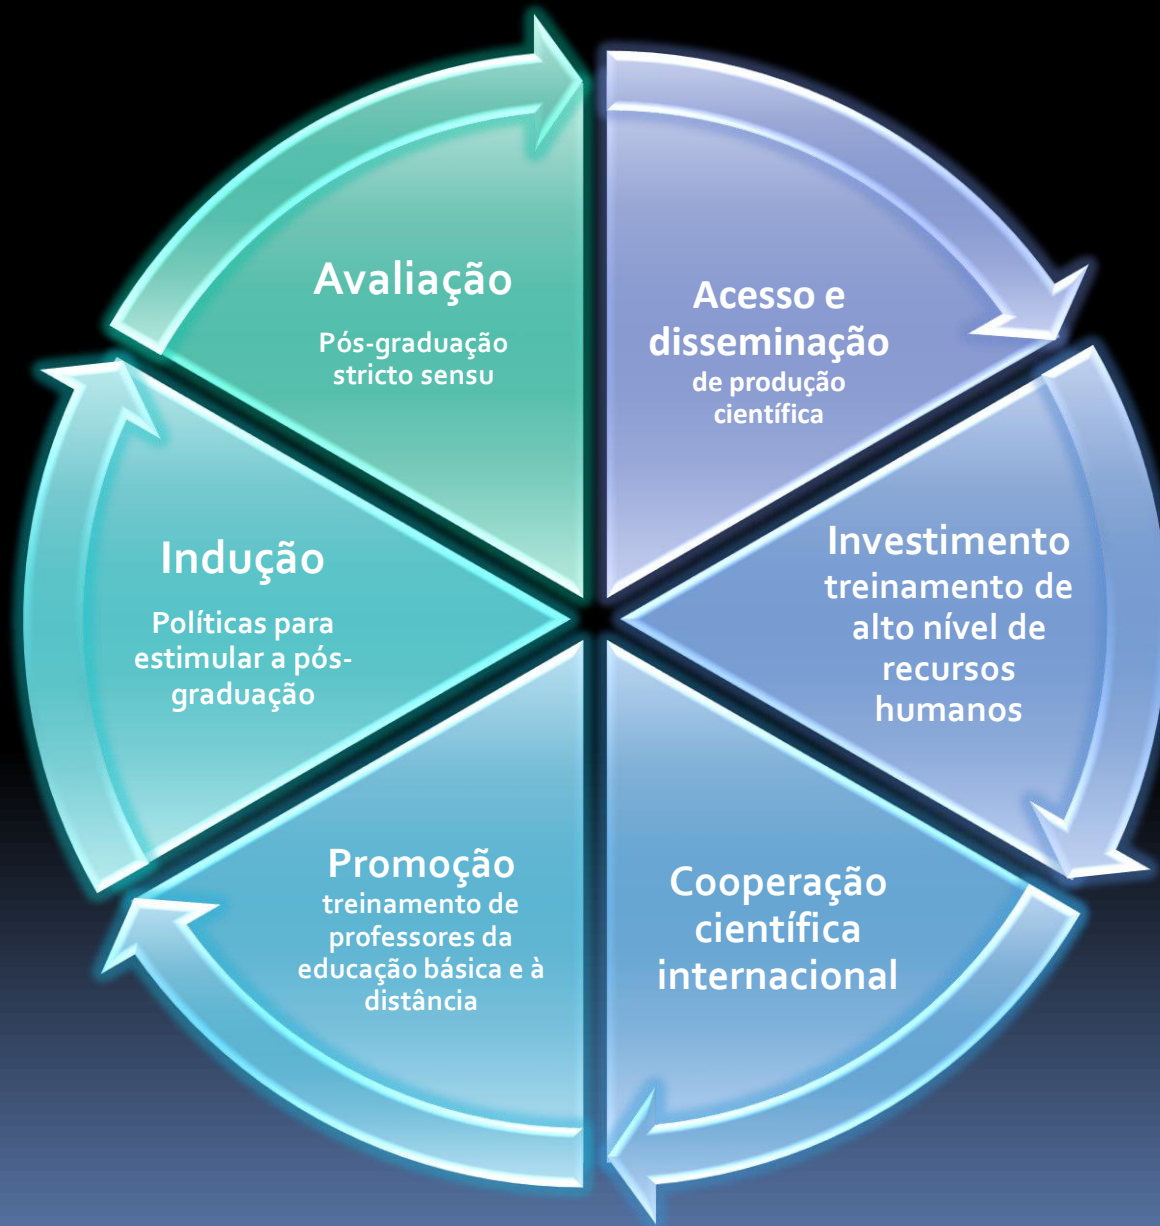 Avaliação
Pós-graduação
stricto sensu
Acesso e
disseminação
de produção
científica
Investimento
treinamento de
alto nível de
recursos
humanos
Cooperação
científica
internacional
Promoção
treinamento de
professores da
educação básica e à
distância
Indução
Políticas para
estimular a pós-
graduação